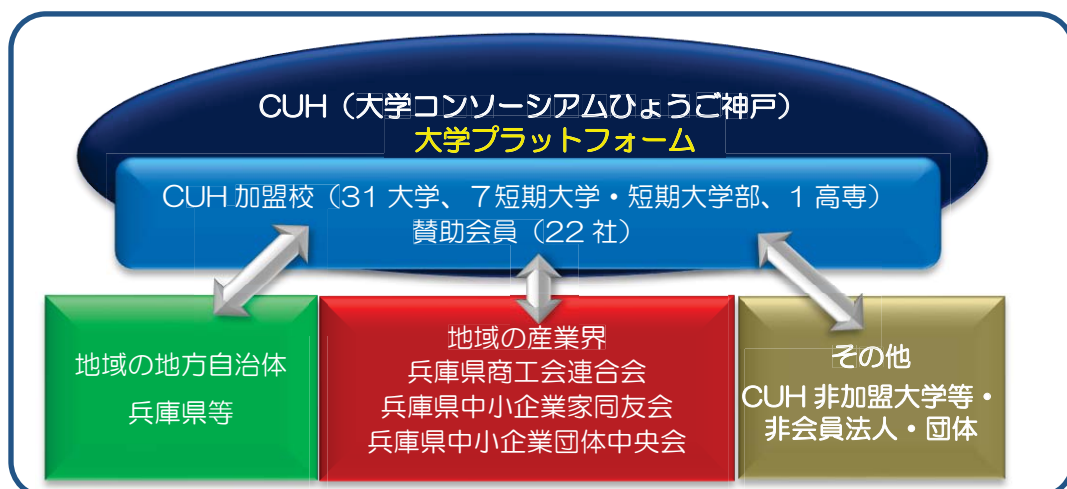 CUH（大学コンソーシアムひょうご神戸）
大学プラットフォーム
CUH 加盟校（31 大学、7短期大学・短期大学部、1 高専）
賛助会員（22 社）
地域の地方自治体
兵庫県等
地域の産業界
兵庫県商工会連合会
兵庫県中小企業家同友会
兵庫県中小企業団体中央会
その他
CUH 非加盟大学等・
非会員法人・団体